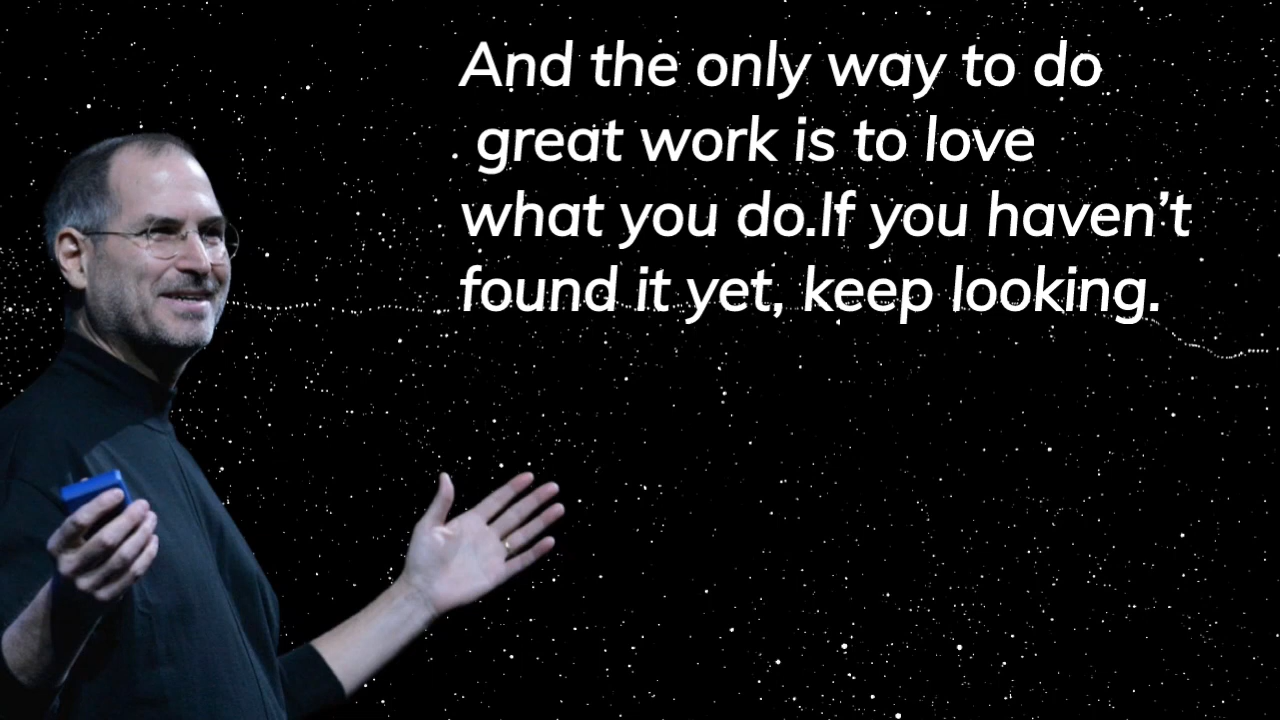 And the only way to do
great work is to love
what you do.If you haven’t
found it yet, keep looking.